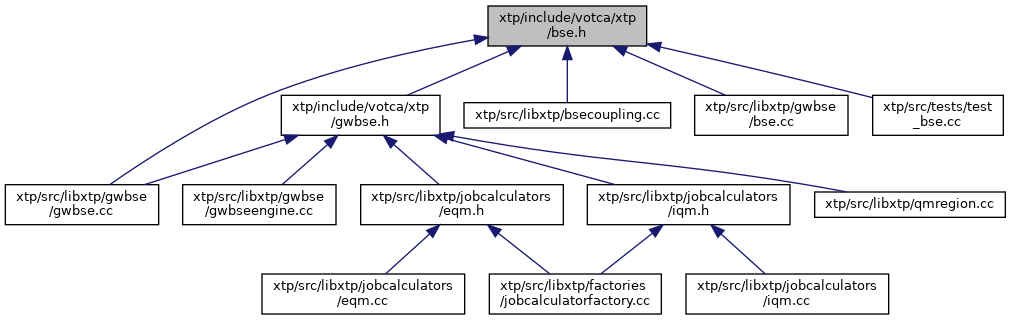 xtp/include/votca/xtp
/bse.h
xtp/include/votca/xtp
/gwbse.h
xtp/src/libxtp/bsecoupling.cc
xtp/src/libxtp/gwbse
/bse.cc
xtp/src/tests/test
_bse.cc
xtp/src/libxtp/gwbse
/gwbse.cc
xtp/src/libxtp/gwbse
/gwbseengine.cc
xtp/src/libxtp/jobcalculators
/eqm.h
xtp/src/libxtp/jobcalculators
/iqm.h
xtp/src/libxtp/qmregion.cc
xtp/src/libxtp/jobcalculators
/eqm.cc
xtp/src/libxtp/factories
/jobcalculatorfactory.cc
xtp/src/libxtp/jobcalculators
/iqm.cc